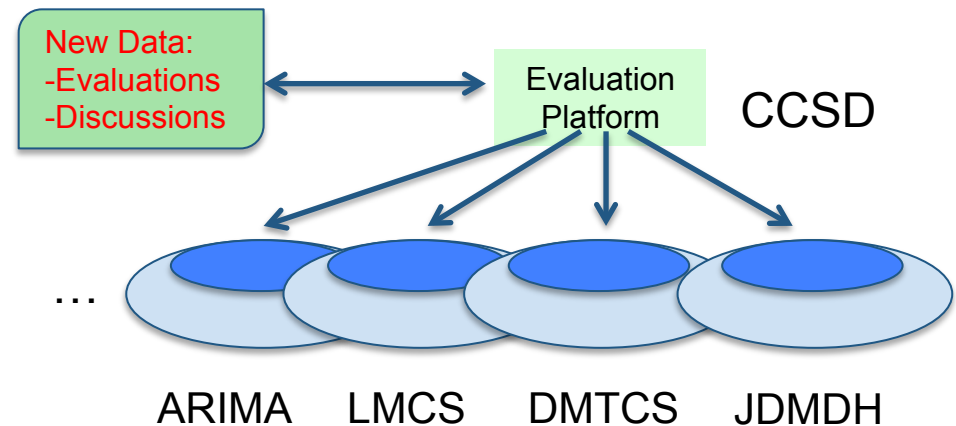 New Data:
-Evaluations
-Discussions
Evaluation
Platform
CCSD
...
ARIMA LMCS DMTCS JDMDH